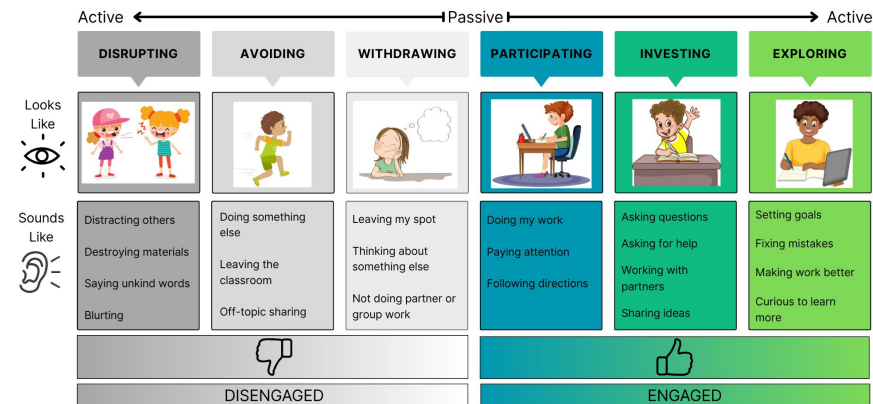 Active Passive Active
DISRUPTING AVOIDING WITHDRAWING PARTICIPATING INVESTING EXPLORING
Looks
Like
Sounds
Like
Distracting others
Destroying materials
Saying unkind words
Blurting
Doing something
else
Leaving the
classroom
Off-topic sharing
Leaving my spot
Thinking about
something else
Not doing partner or
group work
Doing my work
Paying attention
Following directions
Asking questions
Asking for help
Working with
partners
Sharing ideas
Setting goals
Fixing mistakes
Making work better
Curious to learn
more
DISENGAGED ENGAGED